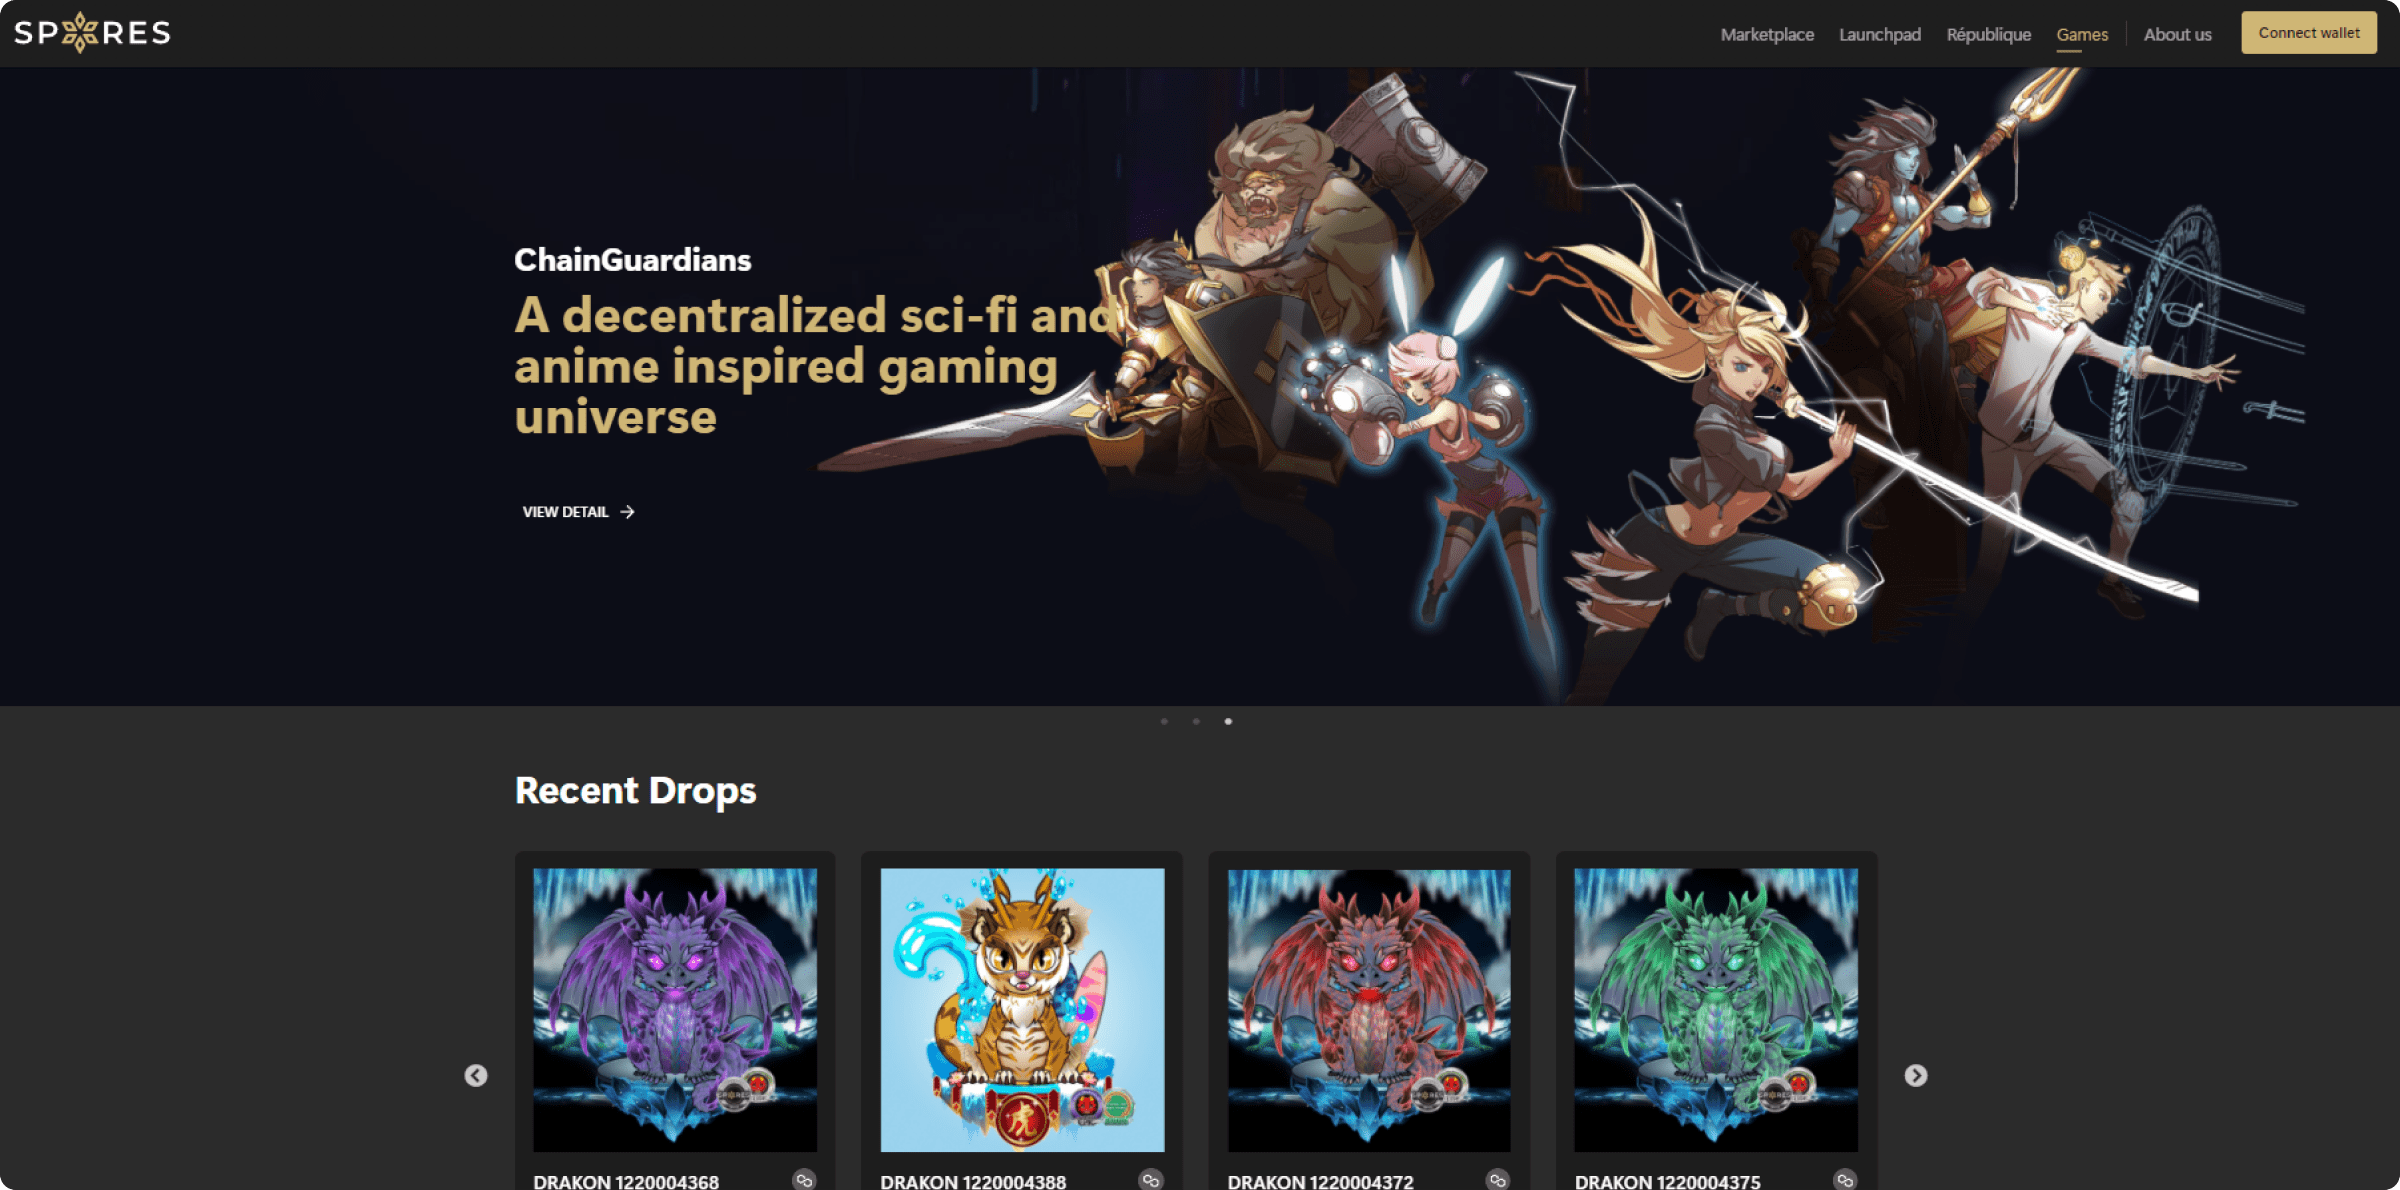 SPORES
Marketplace
Launchpad
République
Games
About us
Connect wallet
ChainGuardians
A decentralized sci-fi and
anime inspired gaming
universe
VIEW DETAIL
Recent Drops
虎
DRAKON 1220004368
DRAKON 1220004388
DRAKON 1220004372
DRAKON 1220004375